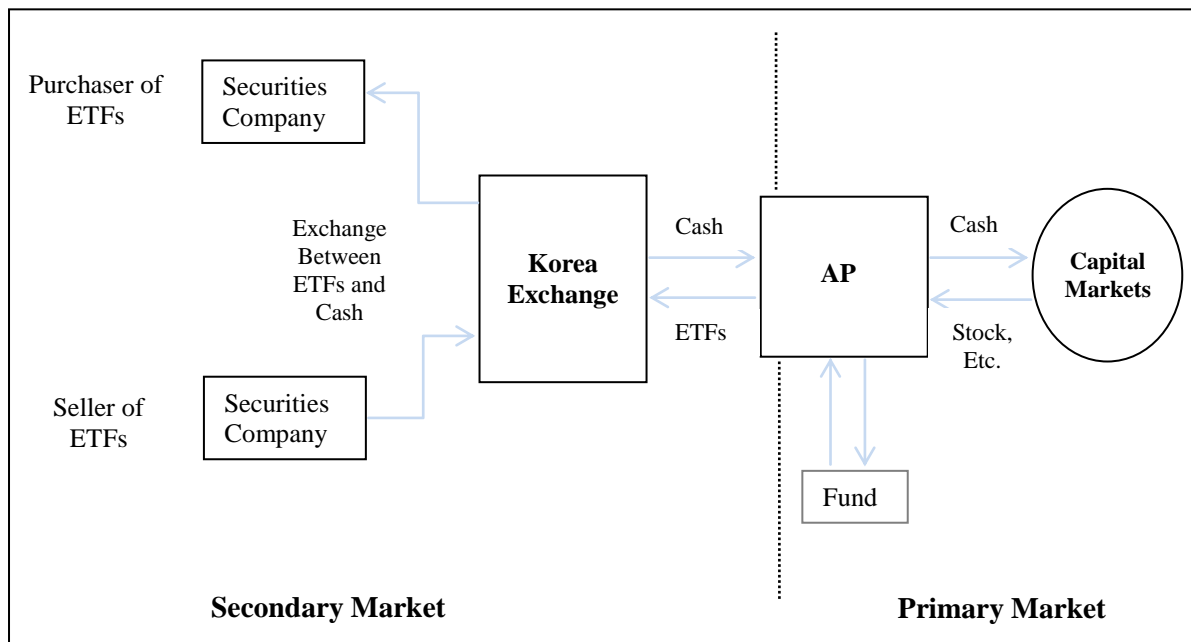 Purchaser of
ETFs
Securities
Company
Exchange
Between
ETFs and
Cash
Seller of
ETFs
Securities
Company
Korea
Exchange
Cash
ETFs
AP
Fund
Cash
Stock,
Etc.
Capital
Markets
Secondary Market
Primary Market